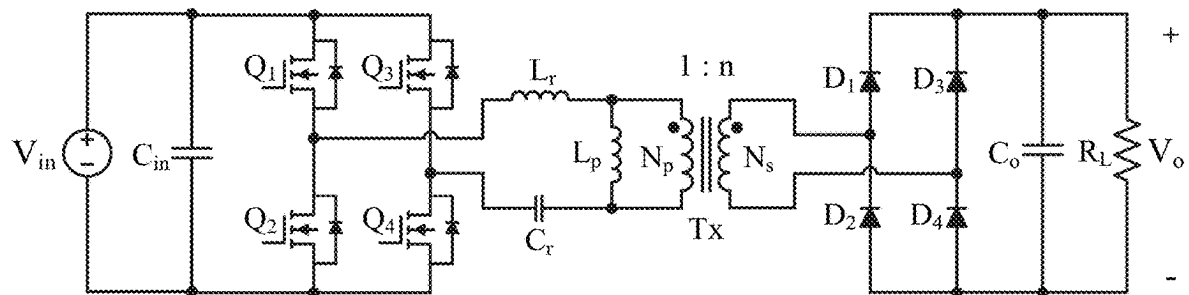 V_in
C_in
Q_1
Q_3
Q_2
Q_4
L_r
L_p
C_r
1 : n
N_p
N_s
Tx
D_1
D_3
D_2
D_4
C_o
R_L
V_o
+
-
+
-